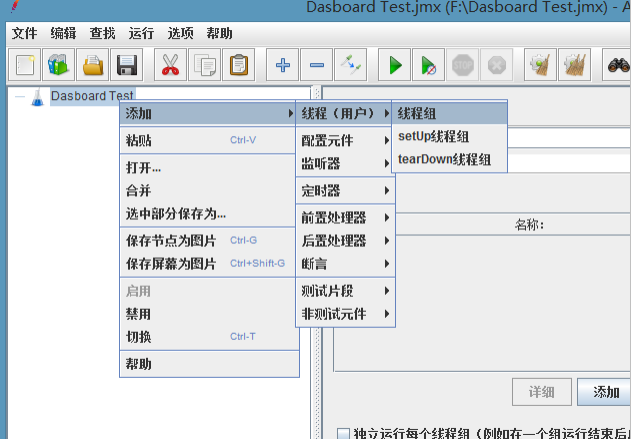 Dasboard Test.jmx (F:\Dasboard Test.jmx) - A
文件 编辑 查找 运行 选项 帮助
STOP
Dasboard Test
添加
粘贴 Ctrl-V
打开...
合并
选中部分保存为...
保存节点为图片 Ctrl-G
保存屏幕为图片 Ctrl+Shift-G
启用
禁用
切换 Ctrl-T
帮助
线程（用户）
配置元件
监听器
定时器
前置处理器
后置处理器
断言
测试片段
非测试元件
线程组
setUp线程组
tearDown线程组
名称:
详细 添加
独立运行每个线程组（例如在一个组运行结束后